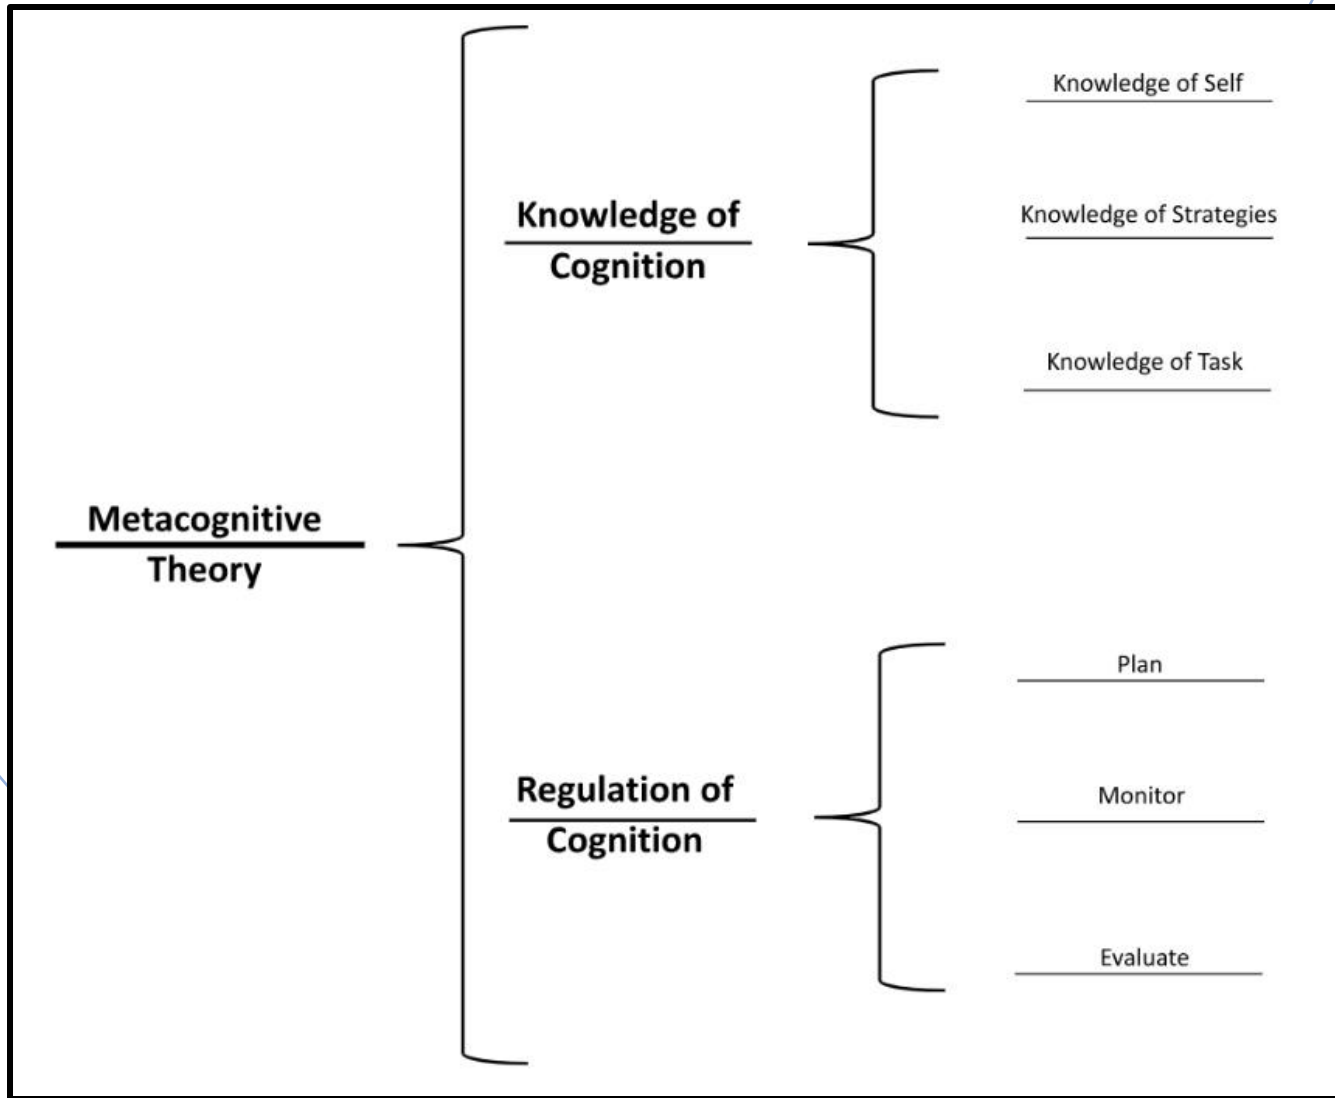 Knowledge of Self
Knowledge of
Cognition
Knowledge of Strategies
Knowledge of Task
Metacognitive
Theory
Regulation of
Cognition
Plan
Monitor
Evaluate